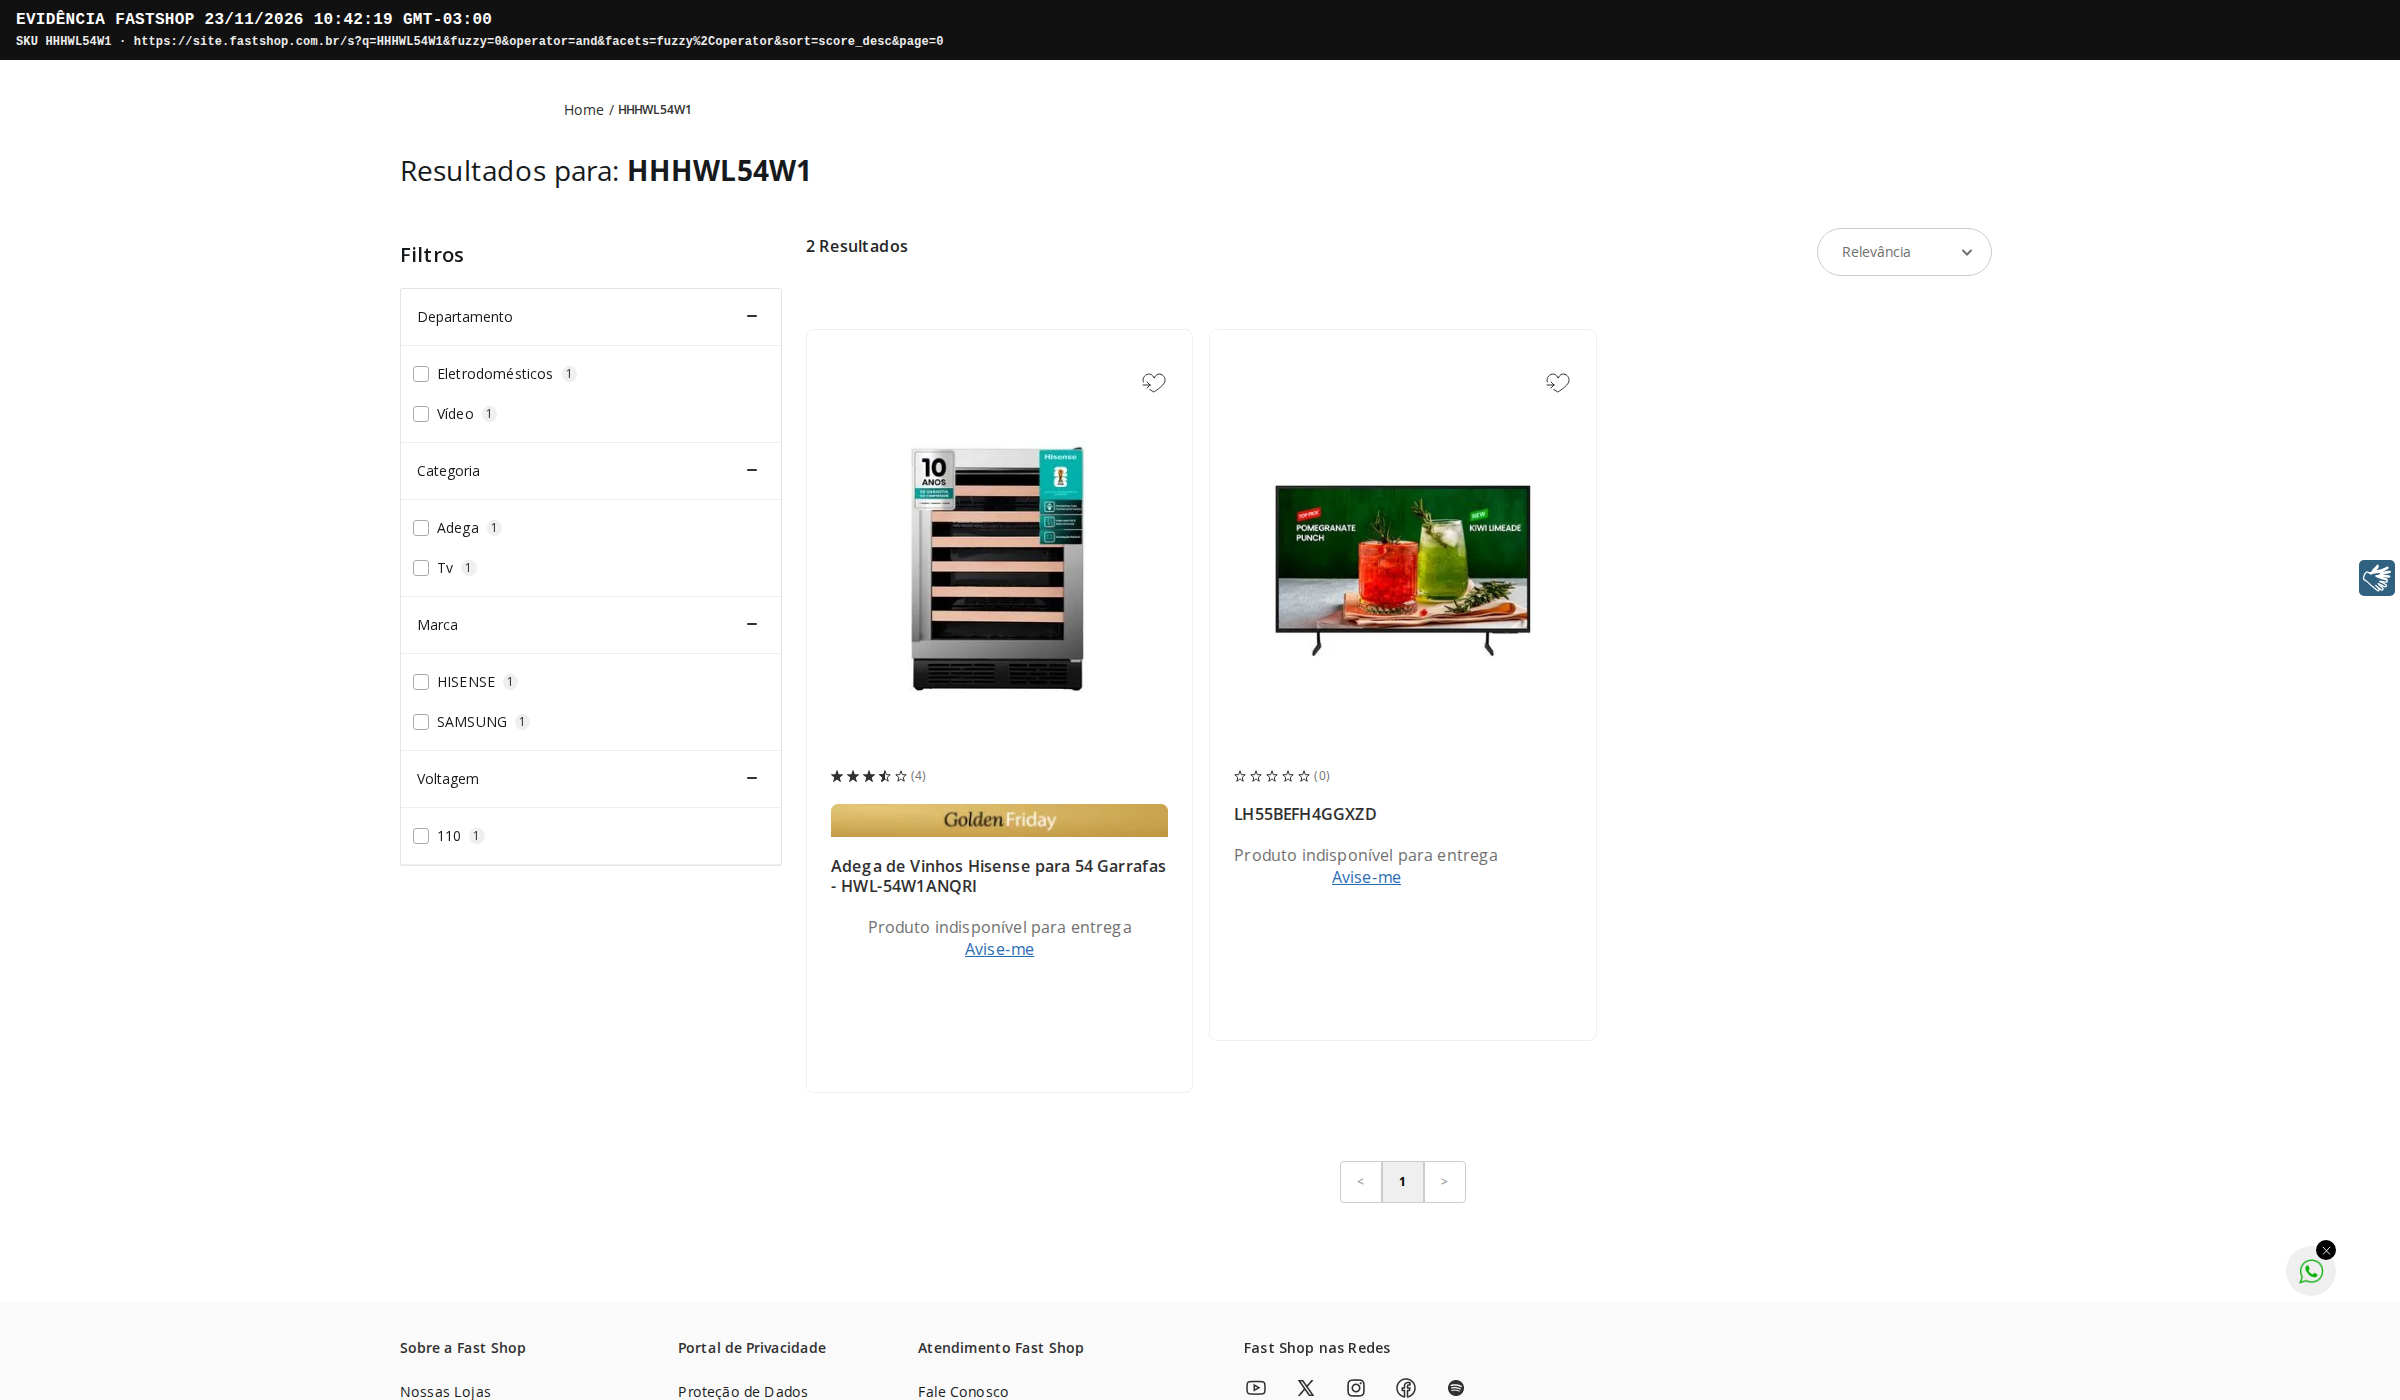 EVIDÊNCIA FASTSHOP 23/11/2026 10:42:19 GMT-03:00
SKU HHHWL54W1 · https://site.fastshop.com.br/s?q=HHHWL54W1&fuzzy=0&operator=and&facets=fuzzy%2Coperator&sort=score_desc&page=0
Home / HHHWL54W1
Resultados para: HHHWL54W1
Filtros
2 Resultados
Relevância
Departamento
Eletrodomésticos 1
Vídeo 1
Categoria
Adega 1
Tv 1
Marca
HISENSE 1
SAMSUNG 1
Voltagem
110 1
10
ANOS
Hisense
(4)
Golden Friday
Adega de Vinhos Hisense para 54 Garrafas
- HWL-54W1ANQRI
Produto indisponível para entrega
Avise-me
TOP PICK
POMEGRANATE
PUNCH
NEW
KIWI LIMEADE
(0)
LH55BEFH4GGXZD
Produto indisponível para entrega
Avise-me
< 1 >
Sobre a Fast Shop
Portal de Privacidade
Atendimento Fast Shop
Fast Shop nas Redes
Nossas Lojas
Proteção de Dados
Fale Conosco